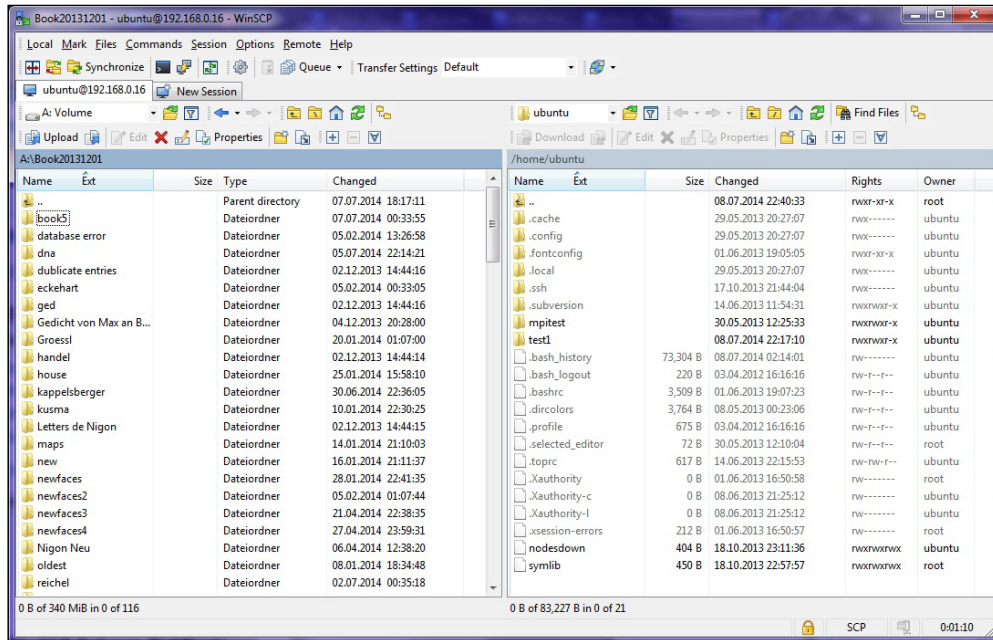 Book20131201 - ubuntu@192.168.0.16 - WinSCP
Local Mark Files Commands Session Options Remote Help
Synchronize Queue Transfer Settings Default
ubuntu@192.168.0.16 New Session
A: Volume ubuntu Find Files
Upload Edit Properties Download Edit Properties
A:\Book20131201 /home/ubuntu
Name Ext Size Type Changed Name Ext Size Changed Rights Owner
.. Parent directory 07.07.2014 18:17:11 .. 08.07.2014 22:40:33 rwxr-xr-x root
book5 Dateiordner 07.07.2014 00:33:55 .cache 29.05.2013 20:27:07 rwx------ ubuntu
database error Dateiordner 05.02.2014 13:26:58 .config 29.05.2013 20:27:07 rwx------ ubuntu
dna Dateiordner 05.07.2014 22:14:21 .fontconfig 01.06.2013 19:05:05 rwxr-xr-x ubuntu
dublicate entries Dateiordner 02.12.2013 14:44:16 .local 29.05.2013 20:27:07 rwx------ ubuntu
eckehart Dateiordner 05.02.2014 00:33:05 .ssh 17.10.2013 21:44:04 rwx------ ubuntu
ged Dateiordner 02.12.2013 14:44:16 .subversion 14.06.2013 11:54:31 rwxrwxr-x ubuntu
Gedicht von Max an B... Dateiordner 04.12.2013 20:28:00 mpitest 30.05.2013 12:25:33 rwxrwxr-x ubuntu
Groessl Dateiordner 20.01.2014 01:07:00 test1 08.07.2014 22:17:10 rwxrwxr-x ubuntu
handel Dateiordner 02.12.2013 14:44:14 .bash_history 73,304 B 08.07.2014 02:14:01 rw------- ubuntu
house Dateiordner 25.01.2014 15:58:10 .bash_logout 220 B 03.04.2012 16:16:16 rw-r--r-- ubuntu
kappelsberger Dateiordner 30.06.2014 22:36:05 .bashrc 3,509 B 01.06.2013 19:07:23 rw-r--r-- ubuntu
kusma Dateiordner 10.01.2014 22:30:25 .dircolors 3,764 B 08.05.2013 00:23:06 rw-r--r-- ubuntu
Letters de Nigon Dateiordner 02.12.2013 14:44:15 .profile 675 B 03.04.2012 16:16:16 rw-r--r-- ubuntu
maps Dateiordner 14.01.2014 21:10:03 .selected_editor 72 B 30.05.2013 12:10:04 rw-r--r-- root
new Dateiordner 16.01.2014 21:11:37 .toprc 617 B 14.06.2013 22:15:53 rw-rw-r-- ubuntu
newfaces Dateiordner 28.01.2014 22:41:35 .Xauthority 0 B 01.06.2013 16:50:58 rw------- root
newfaces2 Dateiordner 05.02.2014 01:07:44 .Xauthority-c 0 B 08.06.2013 21:25:12 rw------- ubuntu
newfaces3 Dateiordner 21.04.2014 22:38:35 .Xauthority-l 0 B 08.06.2013 21:25:12 rw------- ubuntu
newfaces4 Dateiordner 27.04.2014 23:59:31 .xsession-errors 212 B 01.06.2013 16:50:57 rw------- root
Nigon Neu Dateiordner 06.04.2014 12:38:20 nodesdown 404 B 18.10.2013 23:11:36 rwxrwxrwx ubuntu
oldest Dateiordner 08.01.2014 18:34:48 symlib 450 B 18.10.2013 22:57:57 rwxrwxrwx root
reichel Dateiordner 02.07.2014 00:35:18
0 B of 340 MiB in 0 of 116 0 B of 83,227 B in 0 of 21
SCP 0:01:10